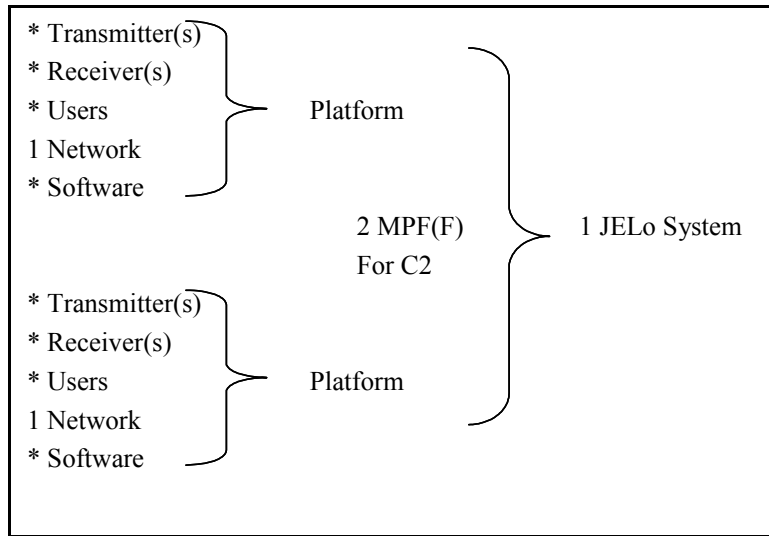 * Transmitter(s)
* Receiver(s)
* Users
1 Network
* Software
Platform
2 MPF(F)
For C2
1 JELo System
* Transmitter(s)
* Receiver(s)
* Users
1 Network
* Software
Platform